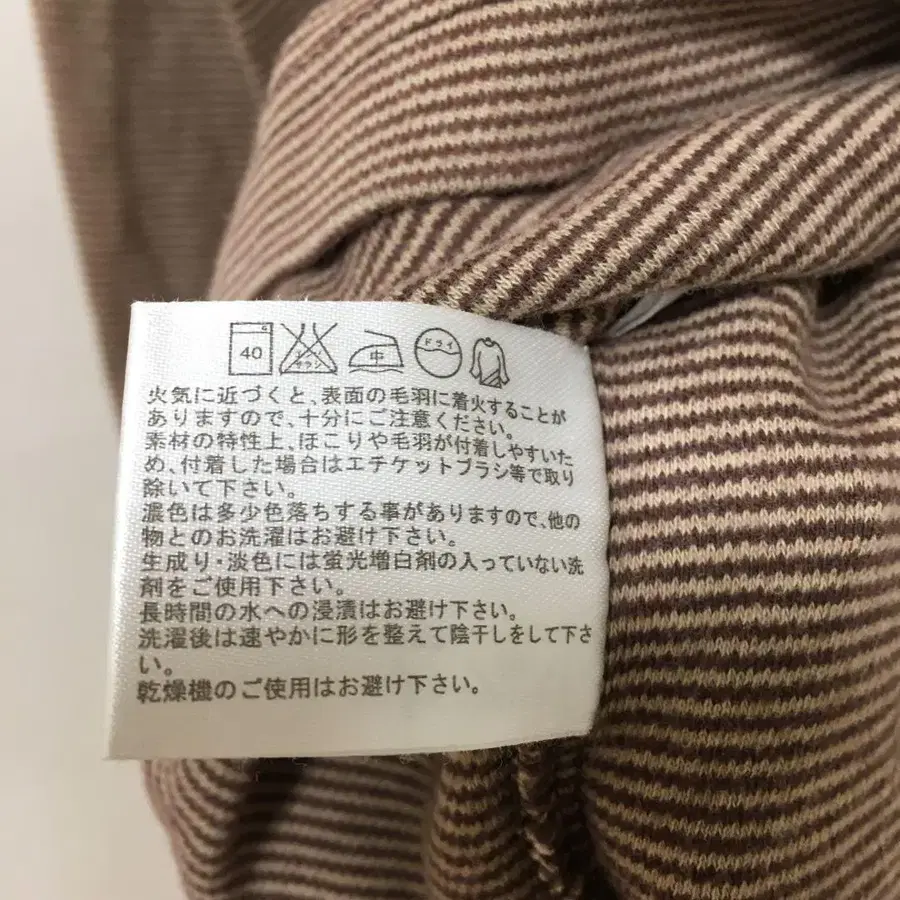 40 エンソ サラシ 中 ドライ
火気に近づくと、表面の毛羽に着火することが
ありますので、十分にご注意ください。
素材の特性上、ほこりや毛羽が付着しやすいた
め、付着した場合はエチケットブラシ等で取り
除いて下さい。
濃色は多少色落ちする事がありますので、他の
物とのお洗濯はお避け下さい。
生成り・淡色には蛍光増白剤の入っていない洗
剤をご使用下さい。
長時間の水への浸漬はお避け下さい。
洗濯後は速やかに形を整えて陰干しをして下さ
い。
乾燥機のご使用はお避け下さい。